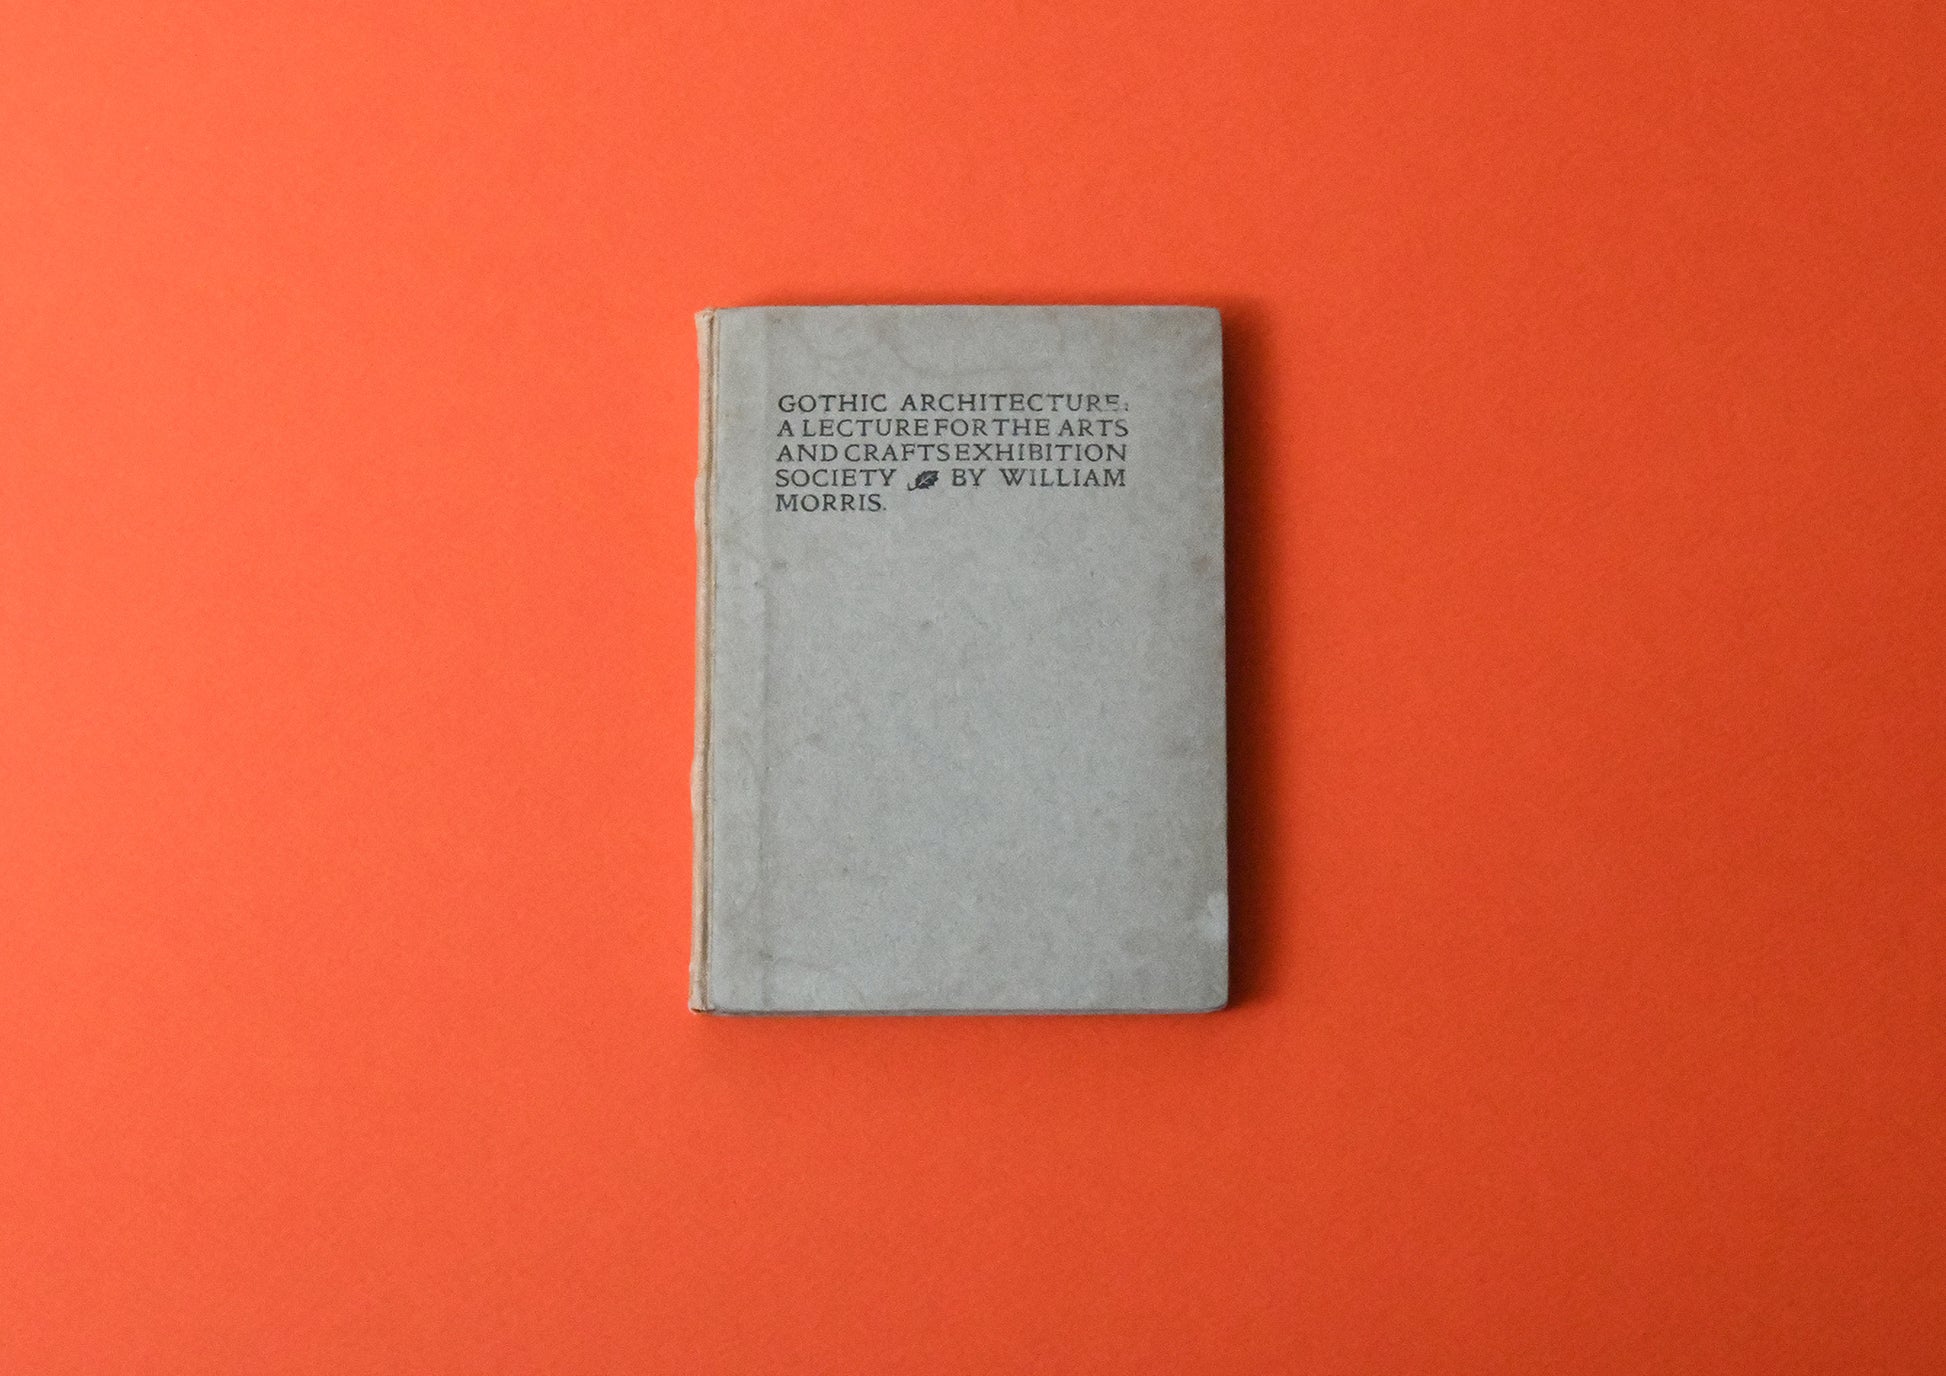 GOTHIC ARCHITECTURE:
A LECTURE FOR THE ARTS
AND CRAFTS EXHIBITION
SOCIETY BY WILLIAM
MORRIS.